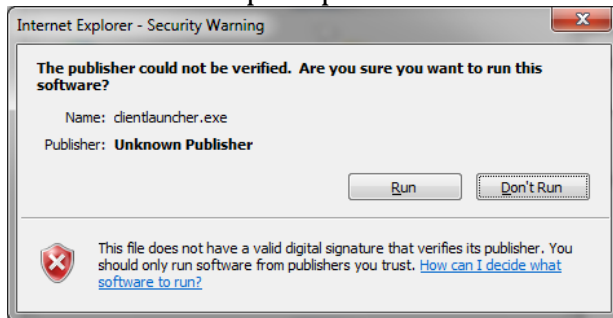 Internet Explorer - Security Warning
The publisher could not be verified.  Are you sure you want to run this
software?
Name: clientlauncher.exe
Publisher: Unknown Publisher
Run
Don't Run
This file does not have a valid digital signature that verifies its publisher. You
should only run software from publishers you trust. How can I decide what
software to run?